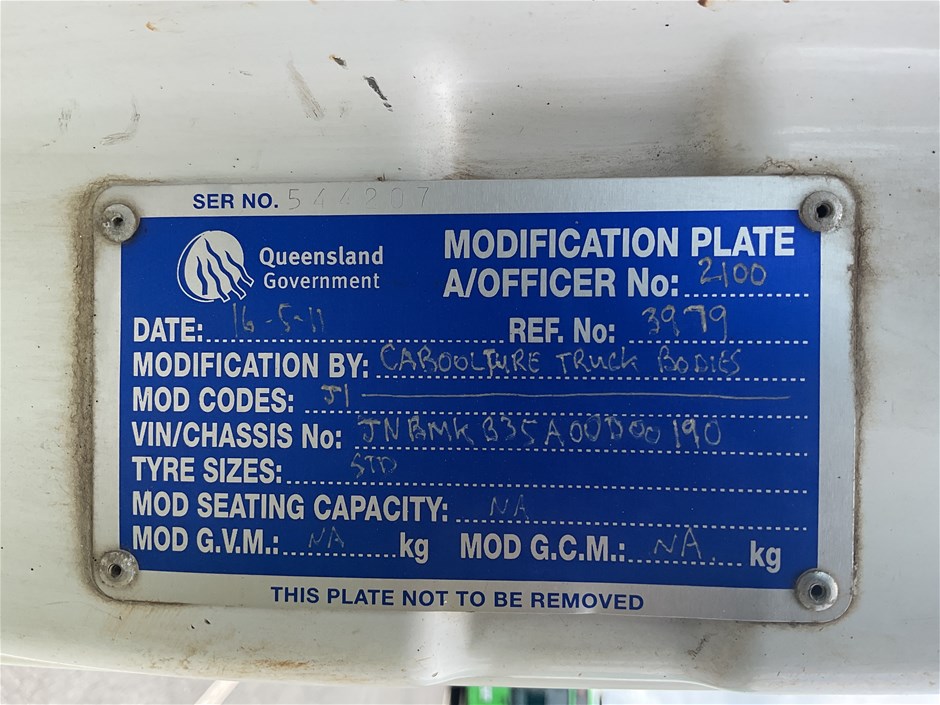 SER NO. 544207
Queensland
Government
MODIFICATION PLATE
A/OFFICER No: 2100
DATE: 16-5-11 REF. No: 3979
MODIFICATION BY: CABOOLTURE TRUCK BODIES
MOD CODES: J1
VIN/CHASSIS No: JNBMKB35A00D00190
TYRE SIZES: STD
MOD SEATING CAPACITY: NA
MOD G.V.M.: NA kg MOD G.C.M.: NA kg
THIS PLATE NOT TO BE REMOVED